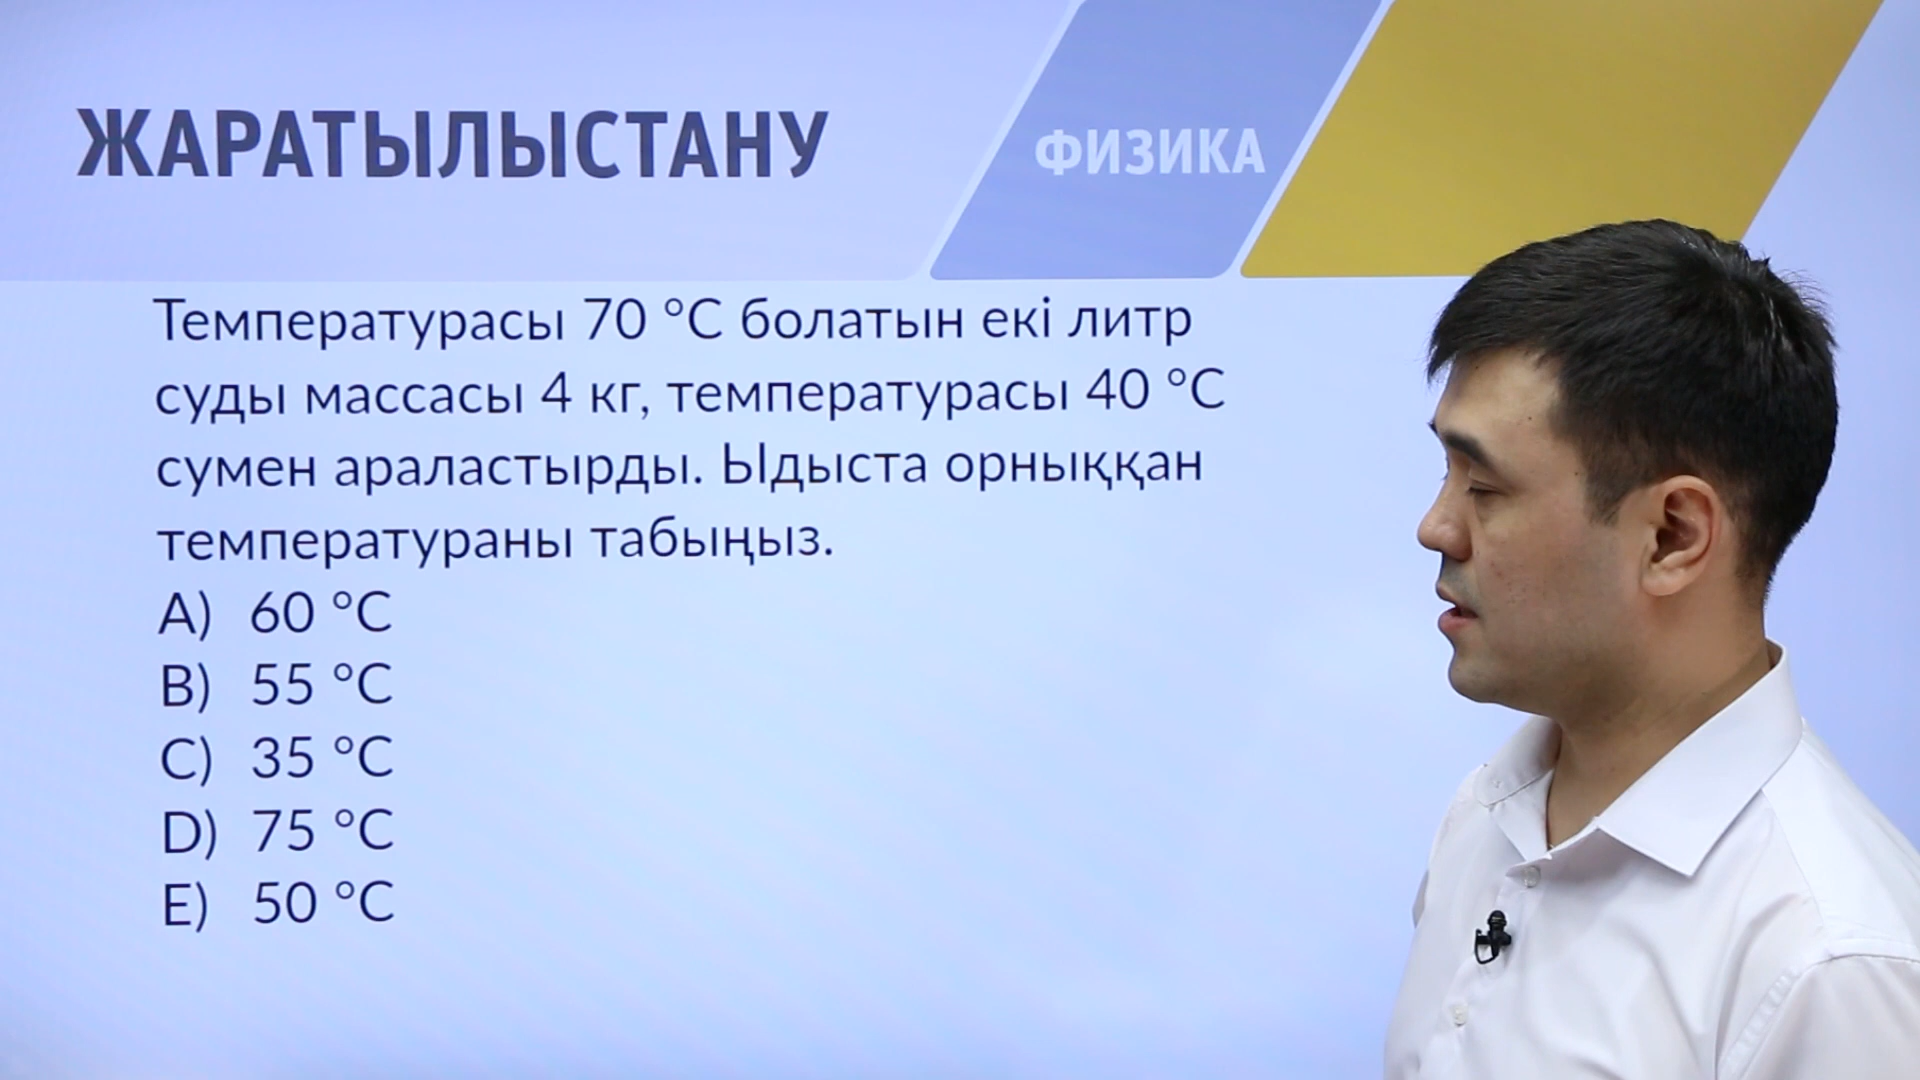 ЖАРАТЫЛЫСТАНУ
ФИЗИКА
Температурасы 70 °C болатын екі литр
суды массасы 4 кг, температурасы 40 °C
сумен араластырды. Ыдыста орныққан
температураны табыңыз.
A) 60 °C
B) 55 °C
C) 35 °C
D) 75 °C
E) 50 °C